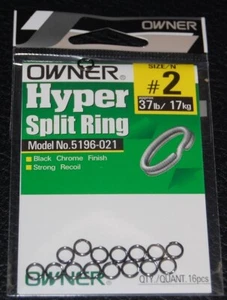 OWNER
Hyper
Split Ring
Model No.5196-021
Black Chrome Finish
Strong Recoil
SIZE/N
#2
approx
37lb/17kg
OWNER
QTY./QUANT. 16pcs